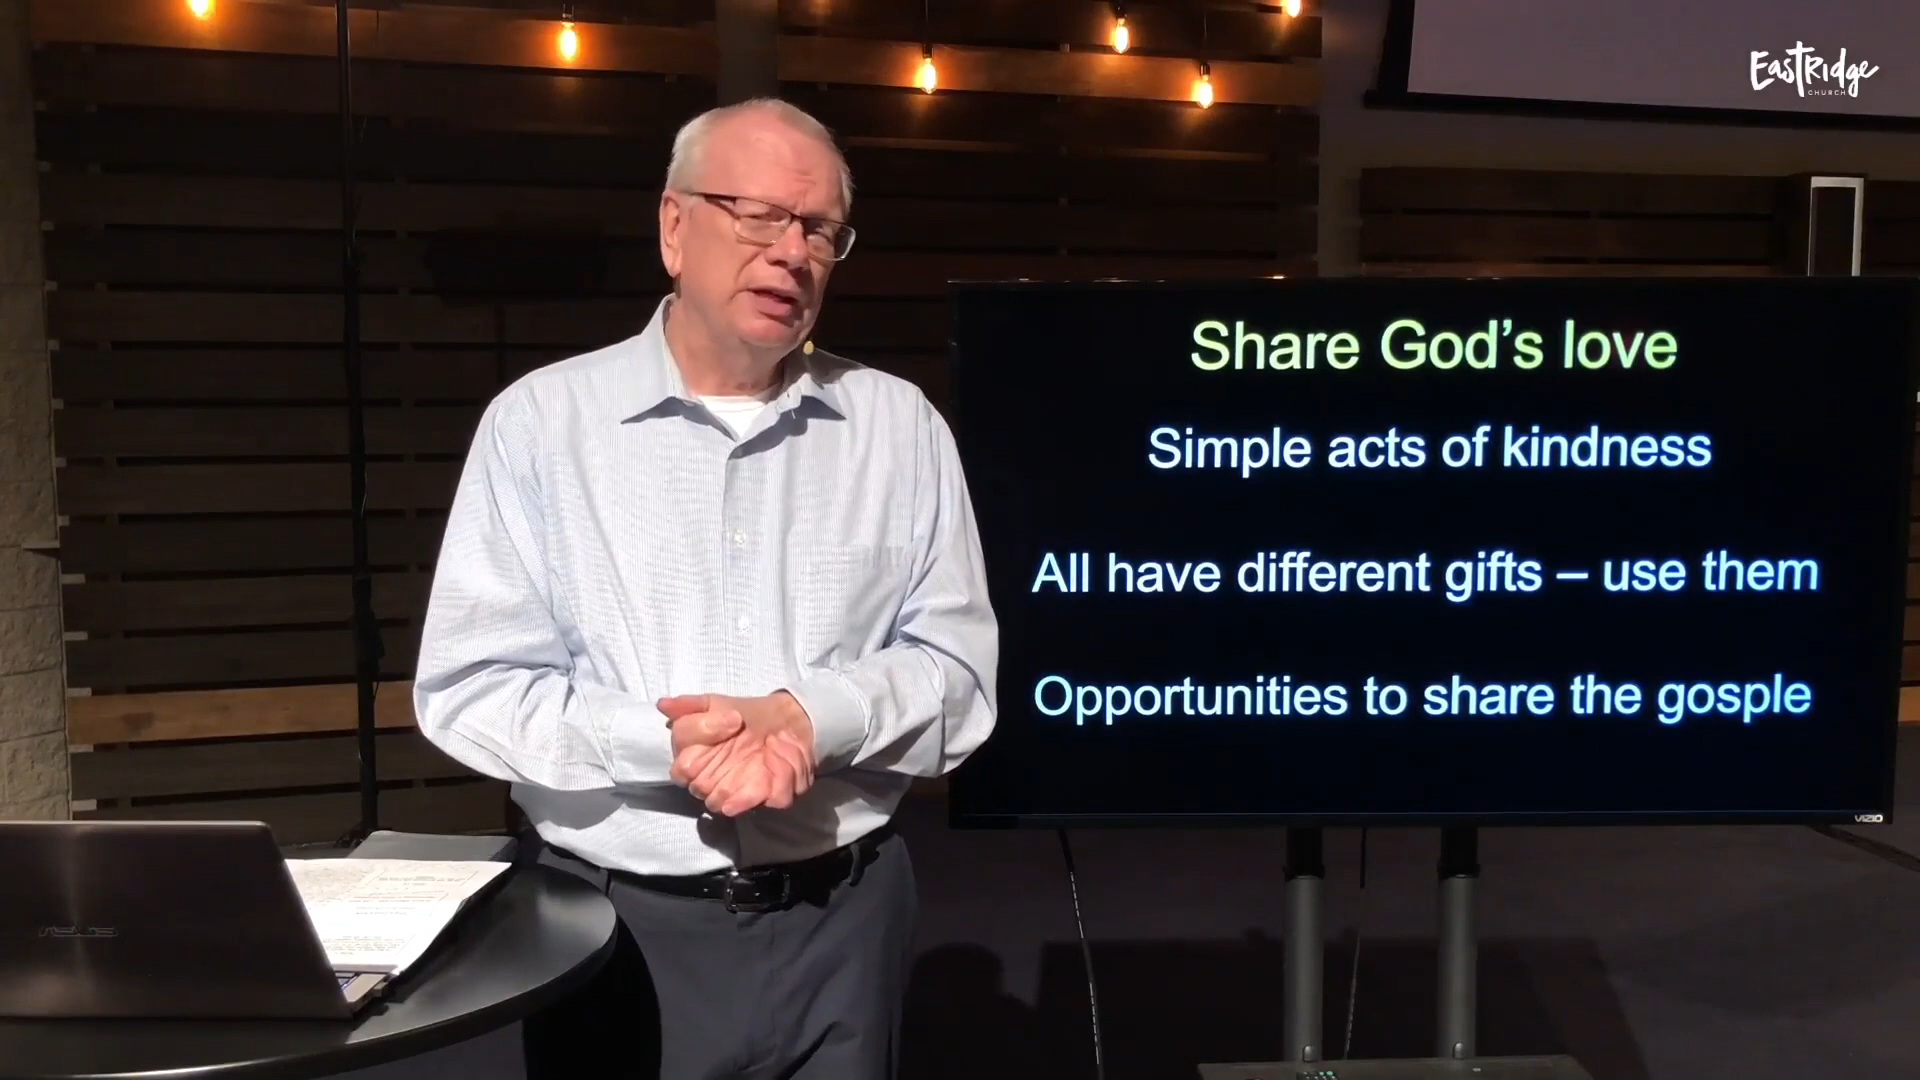 EastRidge
CHURCH
Share God's love
Simple acts of kindness
All have different gifts – use them
Opportunities to share the gosple
VIZIO
ASUS